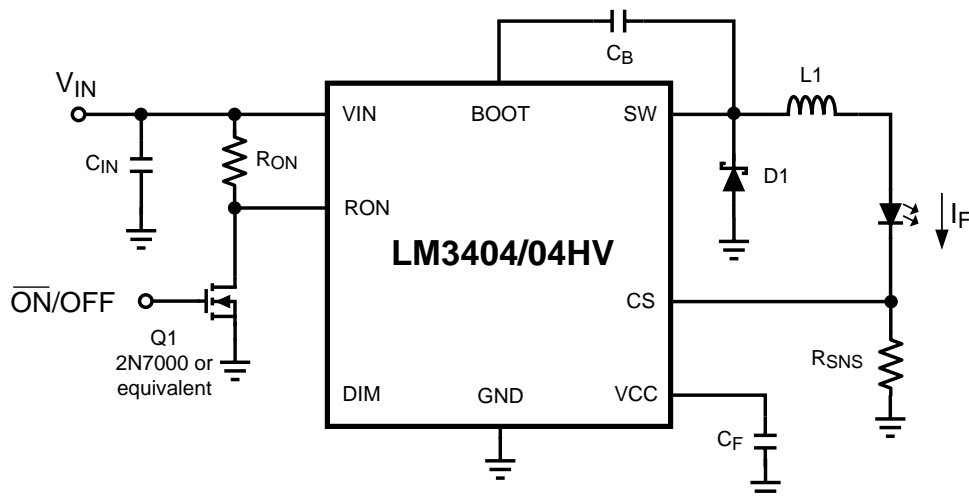 C_B
L1
V_IN
VIN
BOOT
SW
C_IN
R_ON
D1
RON
I_F
LM3404/04HV
ON/OFF
CS
Q1
2N7000 or
equivalent
R_SNS
DIM
GND
VCC
C_F